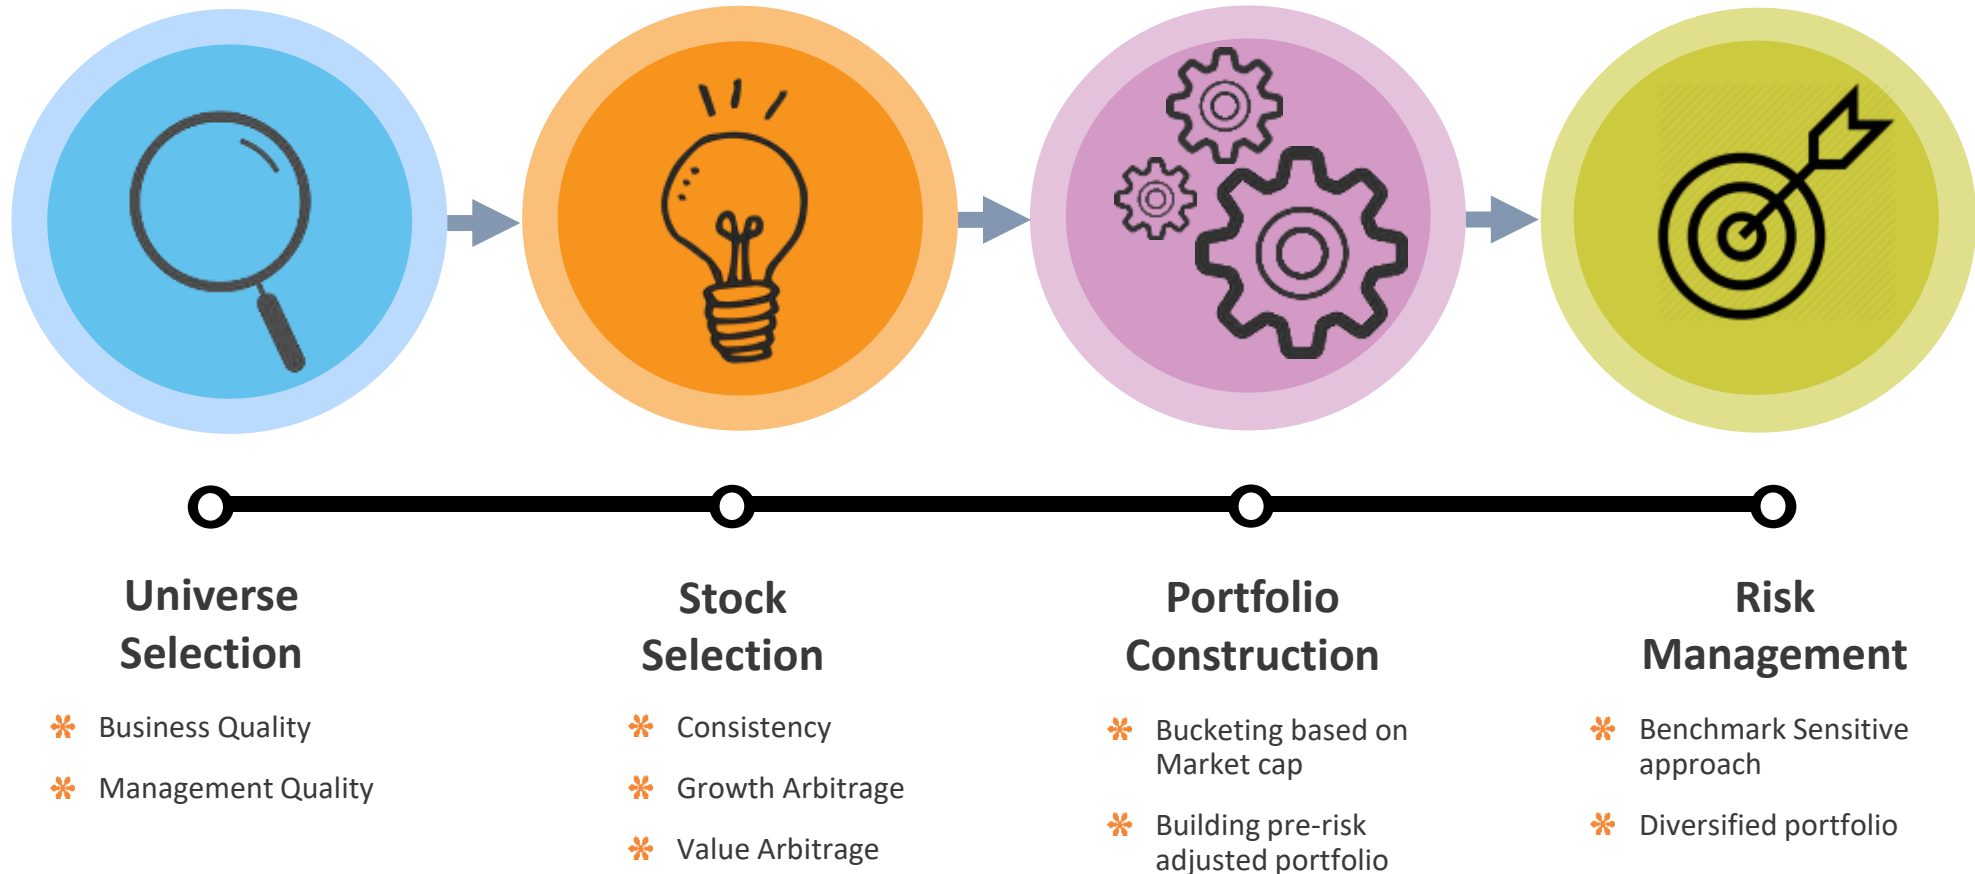 Universe
Selection
Business Quality
Management Quality
Stock
Selection
Consistency
Growth Arbitrage
Value Arbitrage
Portfolio
Construction
Bucketing based on
Market cap
Building pre-risk
adjusted portfolio
Risk
Management
Benchmark Sensitive
approach
Diversified portfolio